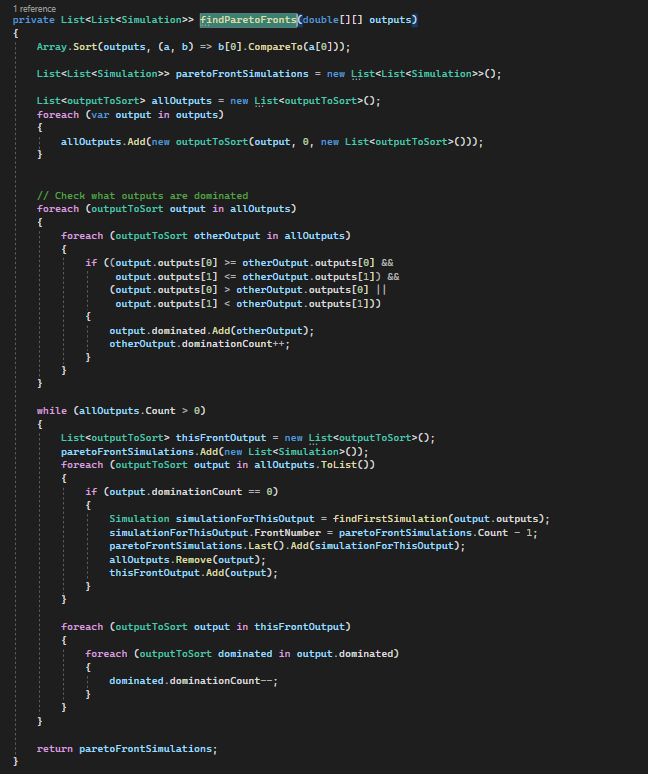 1 reference
private List<List<Simulation>> findParetoFronts(double[][] outputs)
{
Array.Sort(outputs, (a, b) => b[0].CompareTo(a[0]));
List<List<Simulation>> paretoFrontSimulations = new List<List<Simulation>>();
List<outputToSort> allOutputs = new List<outputToSort>();
foreach (var output in outputs)
{
allOutputs.Add(new outputToSort(output, 0, new List<outputToSort>()));
}
// Check what outputs are dominated
foreach (outputToSort output in allOutputs)
{
foreach (outputToSort otherOutput in allOutputs)
{
if ((output.outputs[0] >= otherOutput.outputs[0] &&
output.outputs[1] <= otherOutput.outputs[1]) &&
(output.outputs[0] > otherOutput.outputs[0] ||
output.outputs[1] < otherOutput.outputs[1]))
{
output.dominated.Add(otherOutput);
otherOutput.dominationCount++;
}
}
}
while (allOutputs.Count > 0)
{
List<outputToSort> thisFrontOutput = new List<outputToSort>();
paretoFrontSimulations.Add(new List<Simulation>());
foreach (outputToSort output in allOutputs.ToList())
{
if (output.dominationCount == 0)
{
Simulation simulationForThisOutput = findFirstSimulation(output.outputs);
simulationForThisOutput.FrontNumber = paretoFrontSimulations.Count - 1;
paretoFrontSimulations.Last().Add(simulationForThisOutput);
allOutputs.Remove(output);
thisFrontOutput.Add(output);
}
}
foreach (outputToSort output in thisFrontOutput)
{
foreach (outputToSort dominated in output.dominated)
{
dominated.dominationCount--;
}
}
}
return paretoFrontSimulations;
}